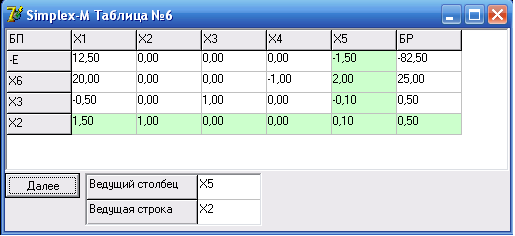 Simplex-M Таблица №6
БП X1 X2 X3 X4 X5 БР
-E 12,50 0,00 0,00 0,00 -1,50 -82,50
X6 20,00 0,00 0,00 -1,00 2,00 25,00
X3 -0,50 0,00 1,00 0,00 -0,10 0,50
X2 1,50 1,00 0,00 0,00 0,10 0,50
Далее Ведущий столбец X5
Ведущая строка X2